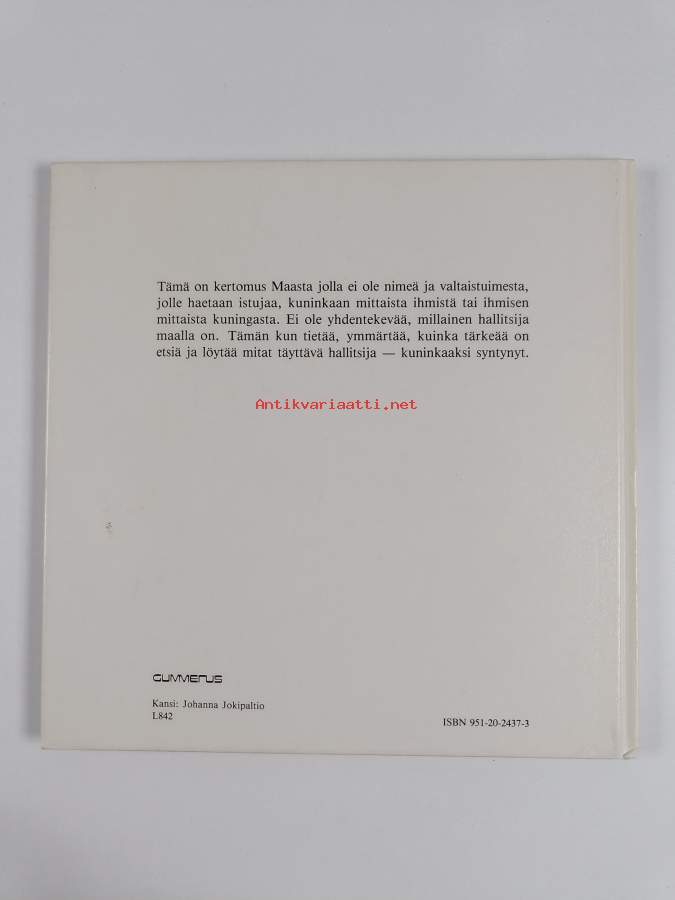 Tämä on kertomus Maasta jolla ei ole nimeä ja valtaistuimesta,
jolle haetaan istujaa, kuninkaan mittaista ihmistä tai ihmisen
mittaista kuningasta. Ei ole yhdentekevää, millainen hallitsija
maalla on. Tämän kun tietää, ymmärtää, kuinka tärkeää on
etsiä ja löytää mitat täyttävä hallitsija — kuninkaaksi syntynyt.
Antikvariaatti.net
GUMMERUS
Kansi: Johanna Jokipaltio
L842
ISBN 951-20-2437-3